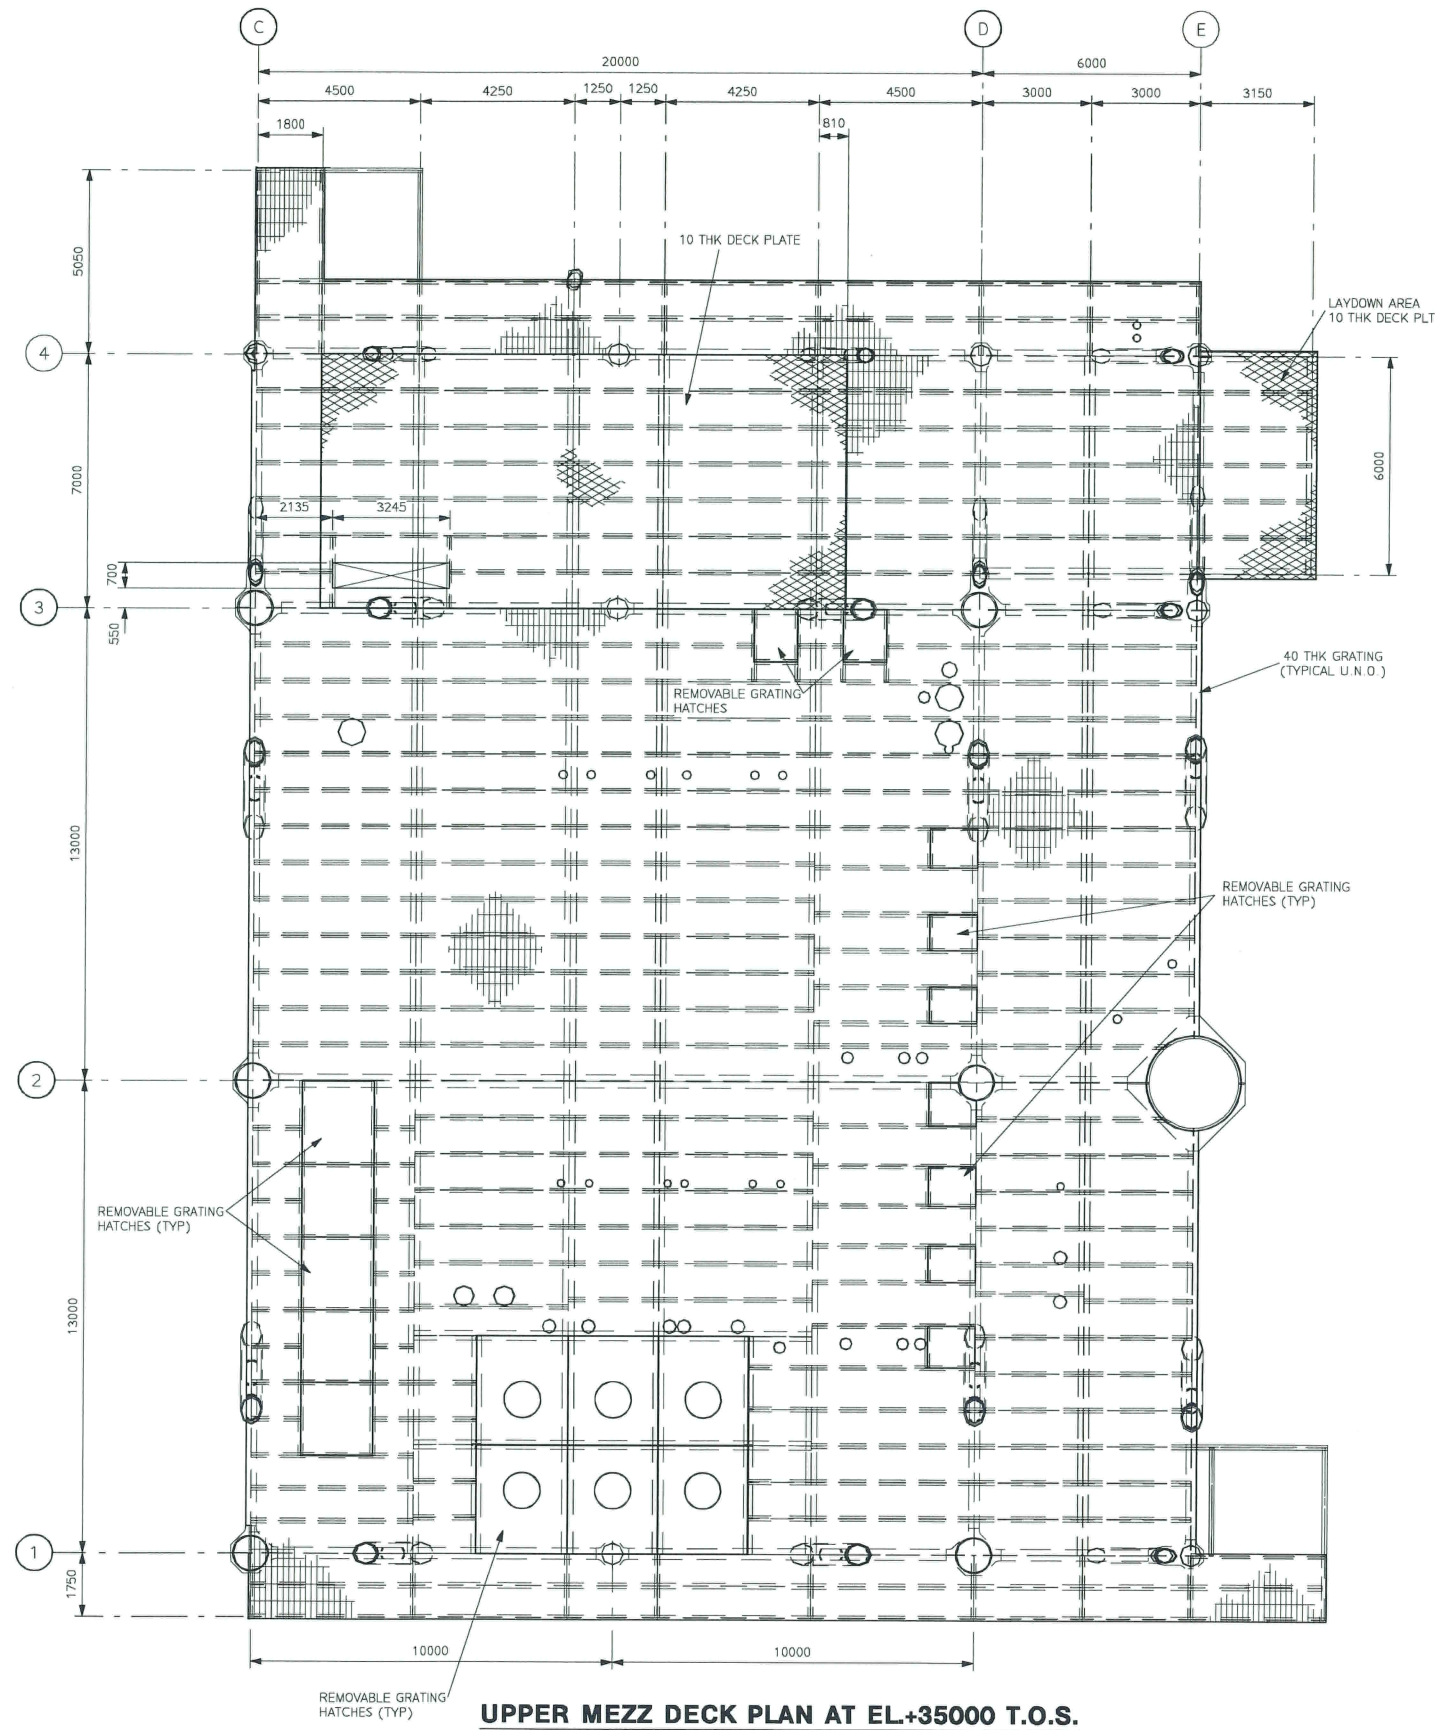 C
D
E
20000
6000
4500
4250
1250
1250
4250
4500
3000
3000
3150
1800
810
5050
10 THK DECK PLATE
LAYDOWN AREA
10 THK DECK PLT
4
7000
6000
2135
3245
700
3
550
40 THK GRATING
(TYPICAL U.N.O.)
REMOVABLE GRATING
HATCHES
13000
REMOVABLE GRATING
HATCHES (TYP)
2
REMOVABLE GRATING
HATCHES (TYP)
13000
1
1750
10000
10000
REMOVABLE GRATING
HATCHES (TYP)
UPPER MEZZ DECK PLAN AT EL.+35000 T.O.S.